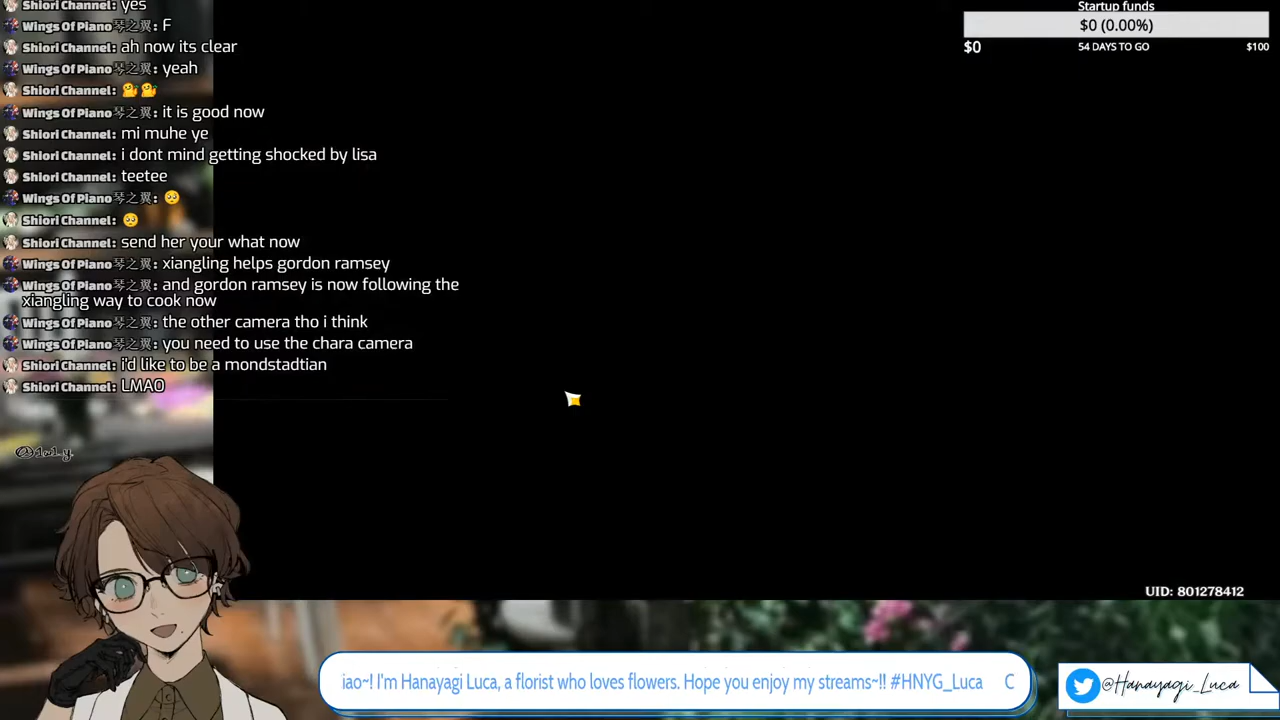 Shiori Channel: yes
Wings Of Piano琴之翼: F
Shiori Channel: ah now its clear
Wings Of Piano琴之翼: yeah
Shiori Channel:
Wings Of Piano琴之翼: it is good now
Shiori Channel: mi muhe ye
Shiori Channel: i dont mind getting shocked by lisa
Shiori Channel: teetee
Wings Of Piano琴之翼: 🥺
Shiori Channel: 🥺
Shiori Channel: send her your what now
Wings Of Piano琴之翼: xiangling helps gordon ramsey
Wings Of Piano琴之翼: and gordon ramsey is now following the
xiangling way to cook now
Wings Of Piano琴之翼: the other camera tho i think
Wings Of Piano琴之翼: you need to use the chara camera
Shiori Channel: i'd like to be a mondstadtian
Shiori Channel: LMAO
Startup funds
$0 (0.00%)
$0 54 DAYS TO GO $100
UID: 801278412
iao~! I'm Hanayagi Luca, a florist who loves flowers. Hope you enjoy my streams~!! #HNYG_Luca C
@Hanayagi_Luca